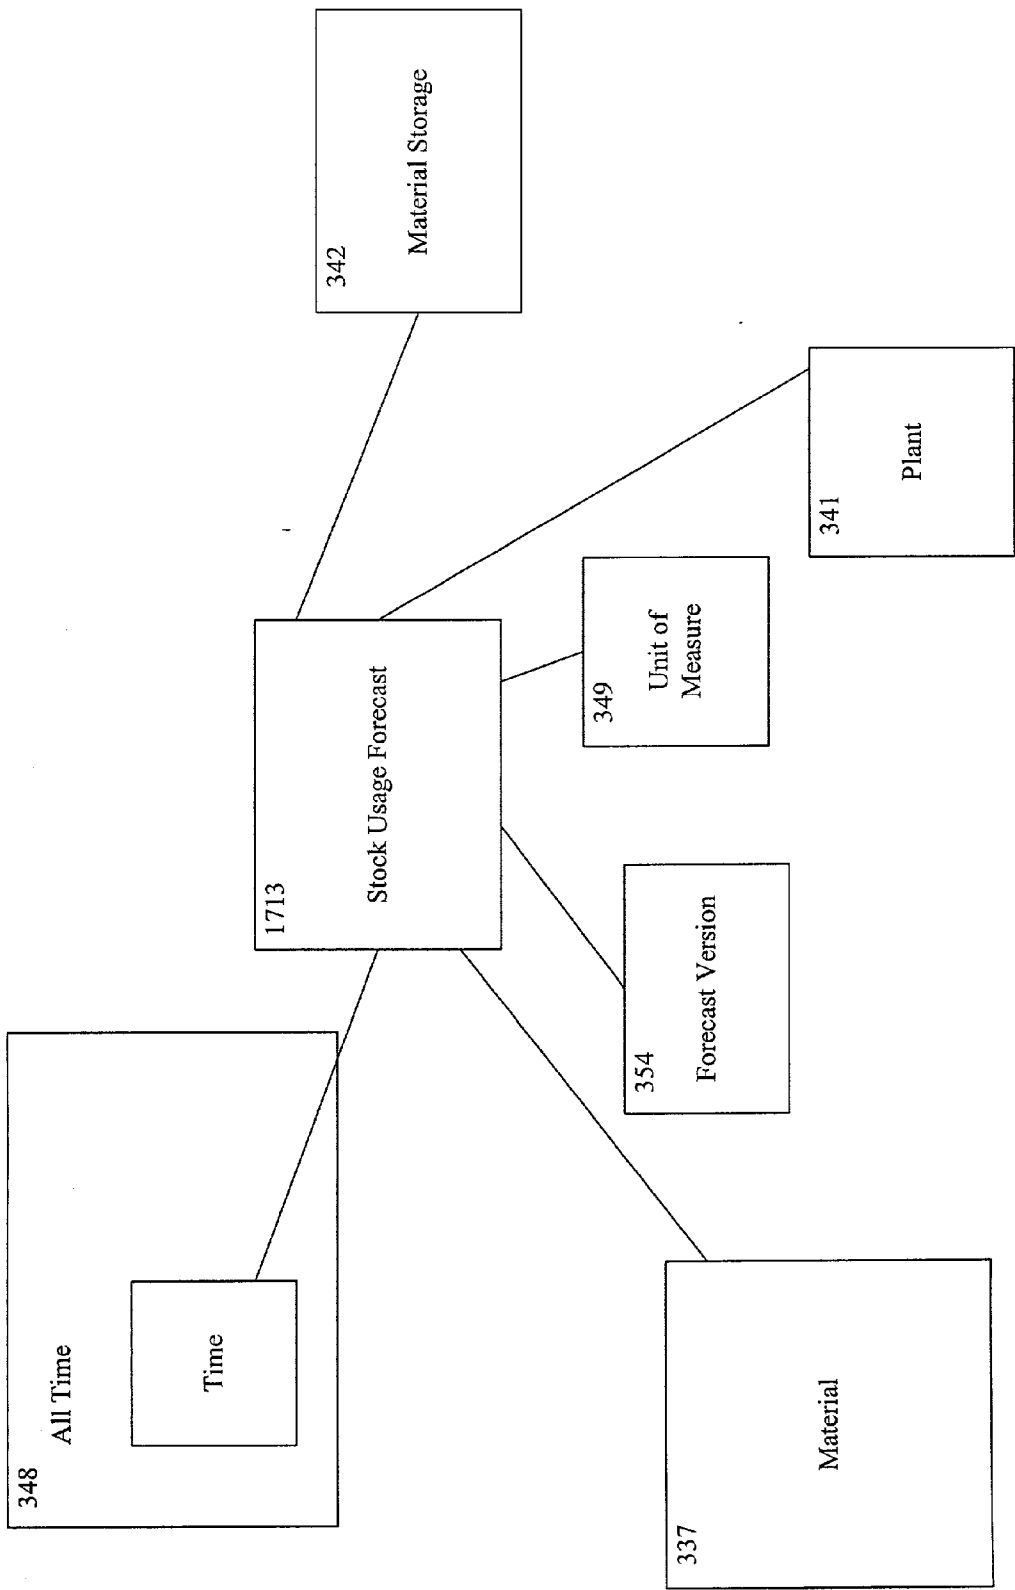 348
All Time
Time
1713
Stock Usage Forecast
342
Material Storage
337
Material
354
Forecast Version
349
Unit of
Measure
341
Plant